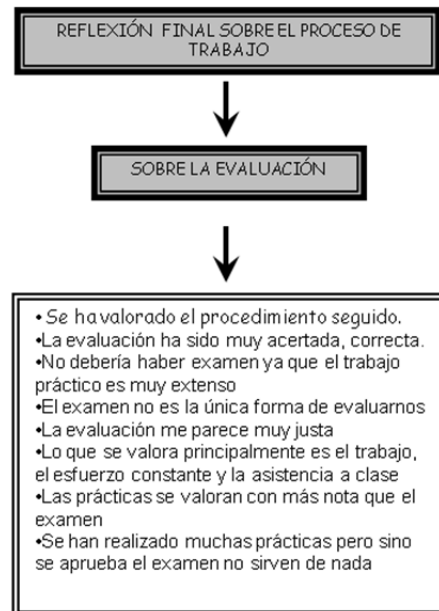 REFLEXIÓN FINAL SOBRE EL PROCESO DE
TRABAJO
SOBRE LA EVALUACIÓN
•Se ha valorado el procedimiento seguido.
•La evaluación ha sido muy acertada, correcta.
•No debería haber examen ya que el trabajo
práctico es muy extenso
•El examen no es la única forma de evaluarnos
•La evaluación me parece muy justa
•Lo que se valora principalmente es el trabajo,
el esfuerzo constante y la asistencia a clase
•Las prácticas se valoran con más nota que el
examen
•Se han realizado muchas prácticas pero sino
se aprueba el examen no sirven de nada